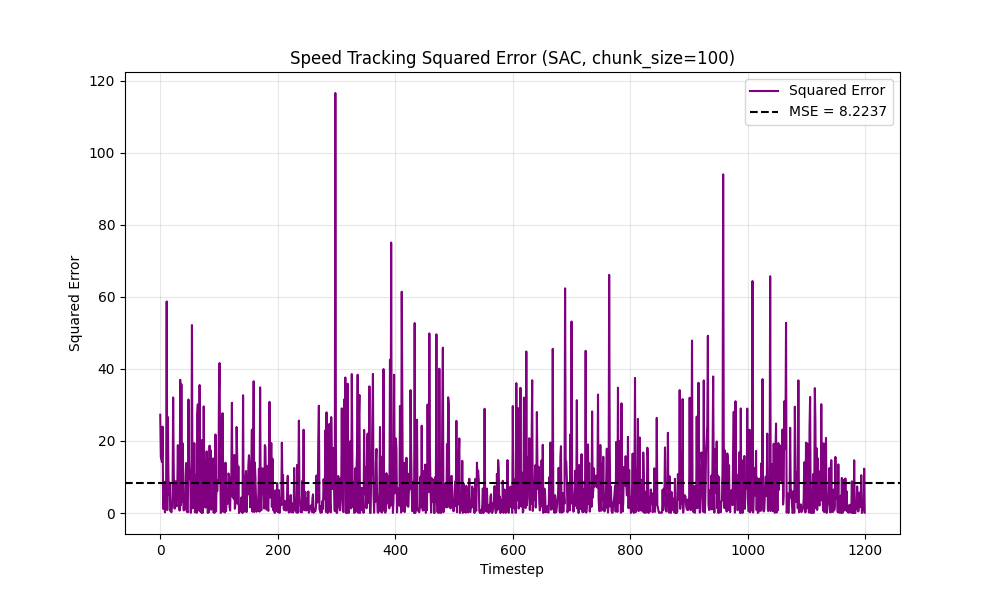 Speed Tracking Squared Error (SAC, chunk_size=100)
Squared Error
MSE = 8.2237
120
100
80
60
40
20
0
Squared Error
0 200 400 600 800 1000 1200
Timestep